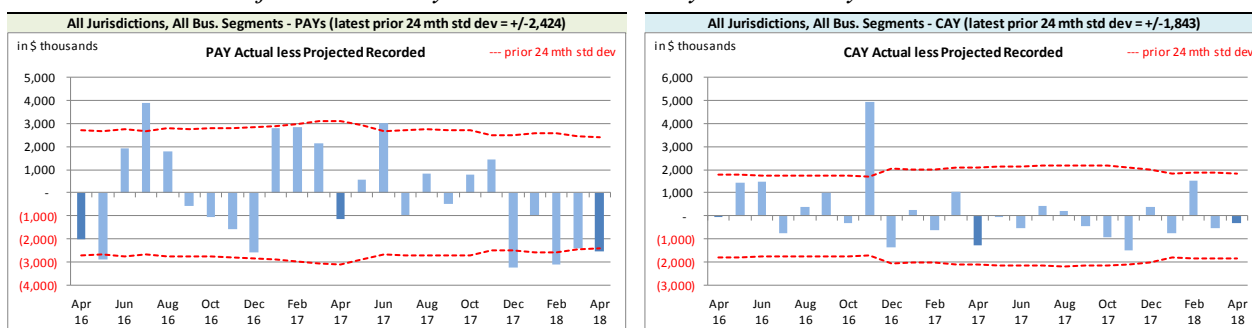 All Jurisdictions, All Bus. Segments - PAYs (latest prior 24 mth std dev = +/-2,424)
in $ thousands
PAY Actual less Projected Recorded
--- prior 24 mth std dev
5,000
4,000
3,000
2,000
1,000
-
(1,000)
(2,000)
(3,000)
(4,000)
Apr 16
Jun 16
Aug 16
Oct 16
Dec 16
Feb 17
Apr 17
Jun 17
Aug 17
Oct 17
Dec 17
Feb 18
Apr 18
All Jurisdictions, All Bus. Segments - CAY (latest prior 24 mth std dev = +/-1,843)
in $ thousands
CAY Actual less Projected Recorded
--- prior 24 mth std dev
6,000
5,000
4,000
3,000
2,000
1,000
-
(1,000)
(2,000)
(3,000)
Apr 16
Jun 16
Aug 16
Oct 16
Dec 16
Feb 17
Apr 17
Jun 17
Aug 17
Oct 17
Dec 17
Feb 18
Apr 18